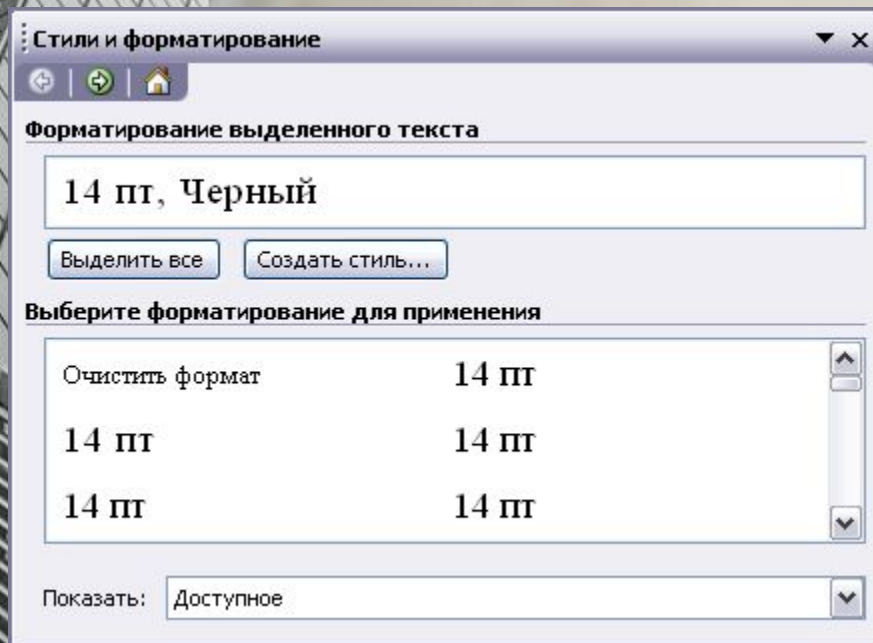 Стили и форматирование
Форматирование выделенного текста
14 пт, Черный
Выделить все Создать стиль...
Выберите форматирование для применения
Очистить формат 14 пт
14 пт 14 пт
14 пт 14 пт
Показать: Доступное